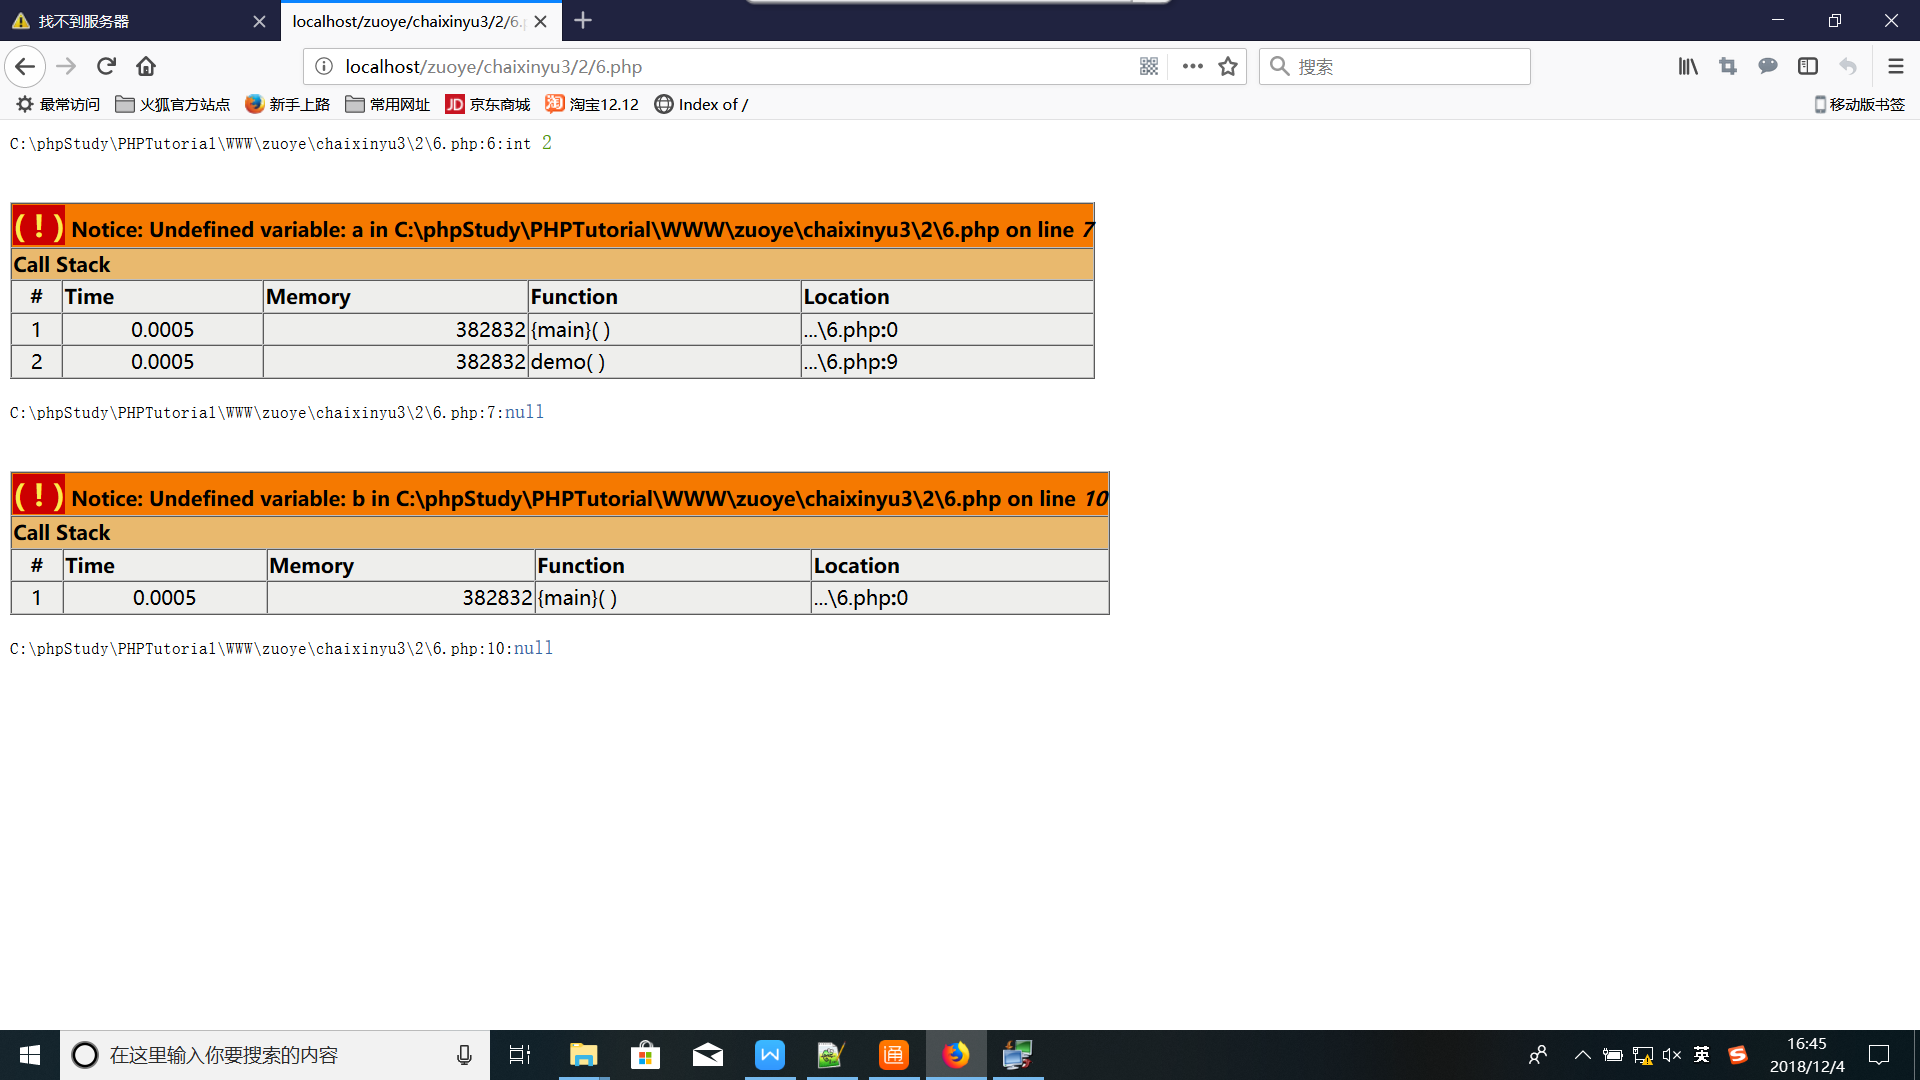 找不到服务器
localhost/zuoye/chaixinyu3/2/6.p
localhost/zuoye/chaixinyu3/2/6.php
搜索
最常访问 火狐官方站点 新手上路 常用网址 JD 京东商城 淘 淘宝12.12 Index of / 移动版书签
C:\phpStudy\PHPTutorial\WWW\zuoye\chaixinyu3\2\6.php:6:int 2
( ! ) Notice: Undefined variable: a in C:\phpStudy\PHPTutorial\WWW\zuoye\chaixinyu3\2\6.php on line 7
Call Stack
# Time Memory Function Location
1 0.0005 382832 {main}( ) ...\6.php:0
2 0.0005 382832 demo( ) ...\6.php:9
C:\phpStudy\PHPTutorial\WWW\zuoye\chaixinyu3\2\6.php:7:null
( ! ) Notice: Undefined variable: b in C:\phpStudy\PHPTutorial\WWW\zuoye\chaixinyu3\2\6.php on line 10
Call Stack
# Time Memory Function Location
1 0.0005 382832 {main}( ) ...\6.php:0
C:\phpStudy\PHPTutorial\WWW\zuoye\chaixinyu3\2\6.php:10:null
在这里输入你要搜索的内容
通
英
16:45
2018/12/4